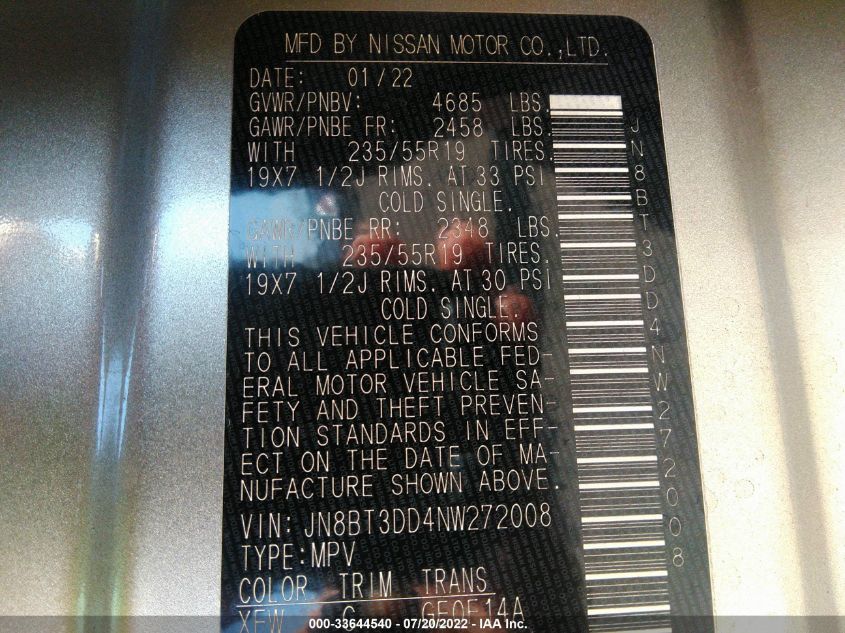 MFD BY NISSAN MOTOR CO.,LTD.
DATE: 01/22
GVWR/PNBV: 4685 LBS.
GAWR/PNBE FR: 2458 LBS.
WITH 235/55R19 TIRES.
19X7 1/2J RIMS. AT 33 PSI
COLD SINGLE.
GAWR/PNBE RR: 2348 LBS.
WITH 235/55R19 TIRES.
19X7 1/2J RIMS. AT 30 PSI
COLD SINGLE.
THIS VEHICLE CONFORMS
TO ALL APPLICABLE FED-
ERAL MOTOR VEHICLE SA-
FETY AND THEFT PREVEN-
TION STANDARDS IN EFF-
ECT ON THE DATE OF MA-
NUFACTURE SHOWN ABOVE.
VIN: JN8BT3DD4NW272008
TYPE:MPV
COLOR TRIM TRANS
JN8BT3DD4NW272008
000-33644540 - 07/20/2022 - IAA Inc.